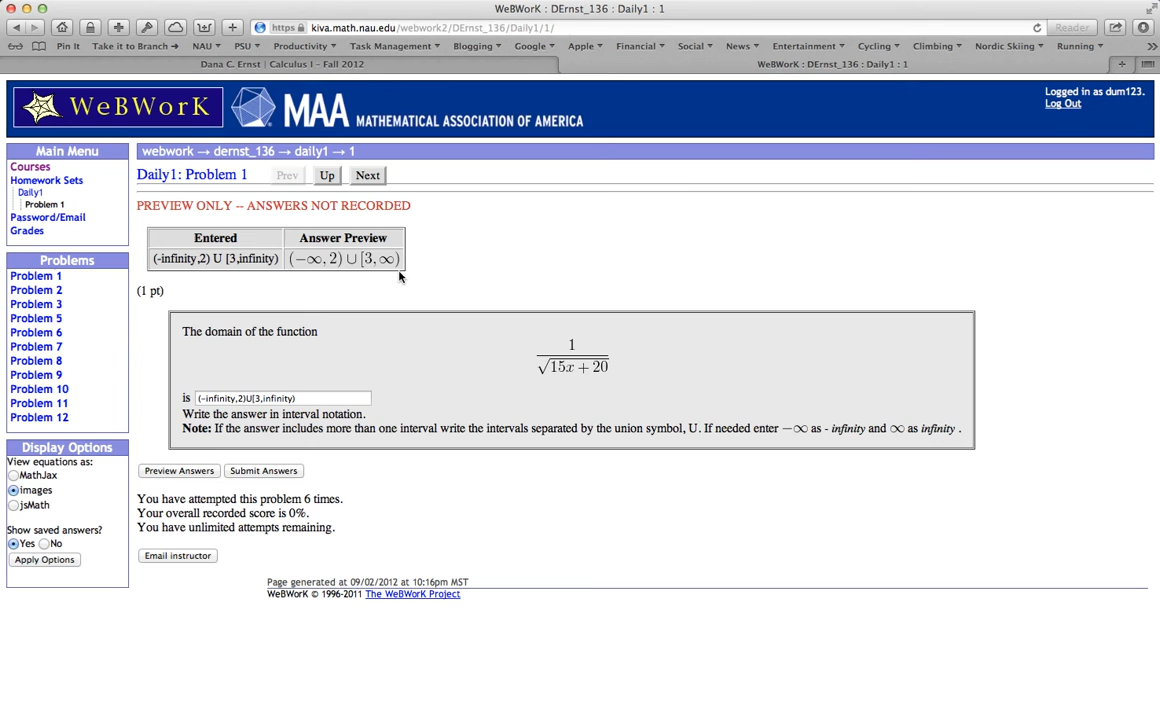 WeBWorK : DErnst_136 : Daily1 : 1
https kiva.math.nau.edu/webwork2/DErnst_136/Daily1/1/
Reader
Pin It Take it to Branch → NAU ▾ PSU ▾ Productivity ▾ Task Management ▾ Blogging ▾ Google ▾ Apple ▾ Financial ▾ Social ▾ News ▾ Entertainment ▾ Cycling ▾ Climbing ▾ Nordic Skiing ▾ Running ▾
Dana C. Ernst | Calculus I – Fall 2012
WeBWorK : DErnst_136 : Daily1 : 1
WeBWorK
MAA MATHEMATICAL ASSOCIATION OF AMERICA
Logged in as dum123.
Log Out
Main Menu
Courses
Homework Sets
Daily1
Problem 1
Password/Email
Grades
Problems
Problem 1
Problem 2
Problem 3
Problem 5
Problem 6
Problem 7
Problem 8
Problem 9
Problem 10
Problem 11
Problem 12
Display Options
View equations as:
MathJax
images
jsMath
Show saved answers?
Yes No
Apply Options
webwork → dernst_136 → daily1 → 1
Daily1: Problem 1 Prev Up Next
PREVIEW ONLY -- ANSWERS NOT RECORDED
Entered Answer Preview
(-infinity,2) U [3,infinity) (−∞, 2) ∪ [3, ∞)
(1 pt)
The domain of the function
1
√15x + 20
is (-infinity,2)U[3,infinity)
Write the answer in interval notation.
Note: If the answer includes more than one interval write the intervals separated by the union symbol, U. If needed enter −∞ as - infinity and ∞ as infinity .
Preview Answers Submit Answers
You have attempted this problem 6 times.
Your overall recorded score is 0%.
You have unlimited attempts remaining.
Email instructor
Page generated at 09/02/2012 at 10:16pm MST
WeBWorK © 1996-2011 The WeBWorK Project